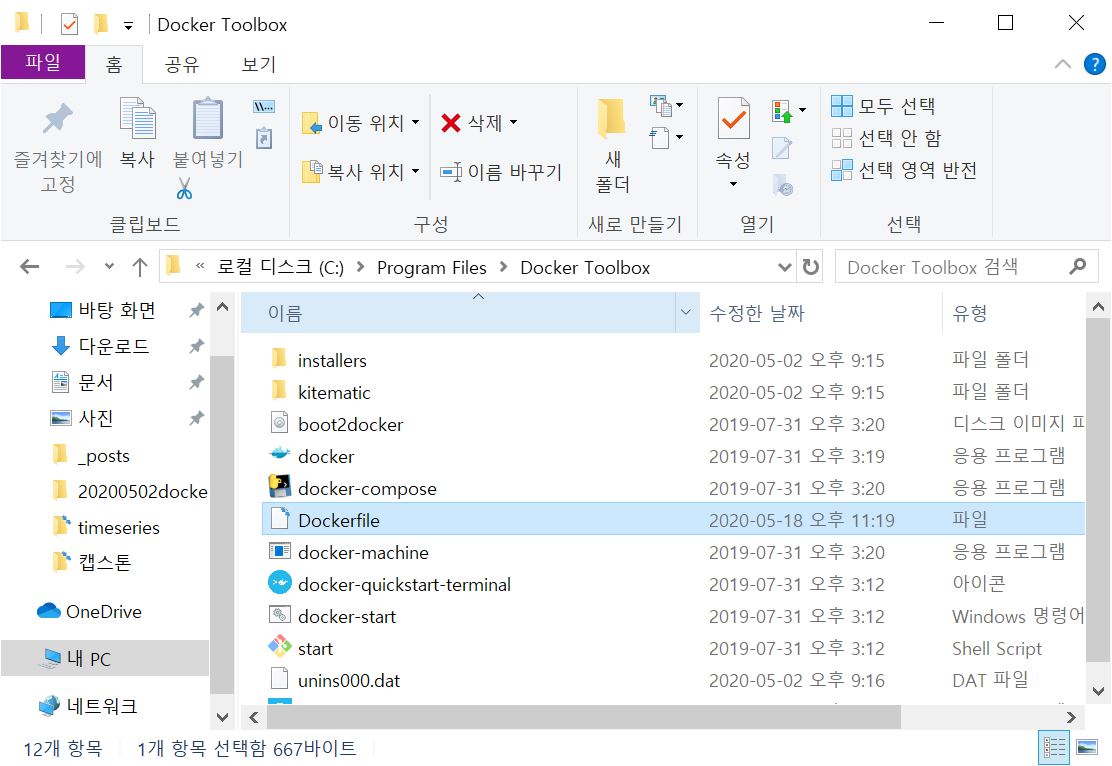 Docker Toolbox
파일 홈 공유 보기
즐겨찾기에 고정
복사
붙여넣기
클립보드
이동 위치
복사 위치
삭제
이름 바꾸기
구성
새 폴더
새로 만들기
속성
열기
모두 선택
선택 안 함
선택 영역 반전
선택
« 로컬 디스크 (C:) > Program Files > Docker Toolbox
Docker Toolbox 검색
바탕 화면
다운로드
문서
사진
_posts
20200502docke
timeseries
캡스톤
OneDrive
내 PC
네트워크
이름 수정한 날짜 유형
installers 2020-05-02 오후 9:15 파일 폴더
kitematic 2020-05-02 오후 9:15 파일 폴더
boot2docker 2019-07-31 오후 3:20 디스크 이미지
docker 2019-07-31 오후 3:19 응용 프로그램
docker-compose 2019-07-31 오후 3:20 응용 프로그램
Dockerfile 2020-05-18 오후 11:19 파일
docker-machine 2019-07-31 오후 3:20 응용 프로그램
docker-quickstart-terminal 2019-07-31 오후 3:12 아이콘
docker-start 2019-07-31 오후 3:12 Windows 명령어
start 2019-07-31 오후 3:12 Shell Script
unins000.dat 2020-05-02 오후 9:16 DAT 파일
12개 항목 1개 항목 선택함 667바이트